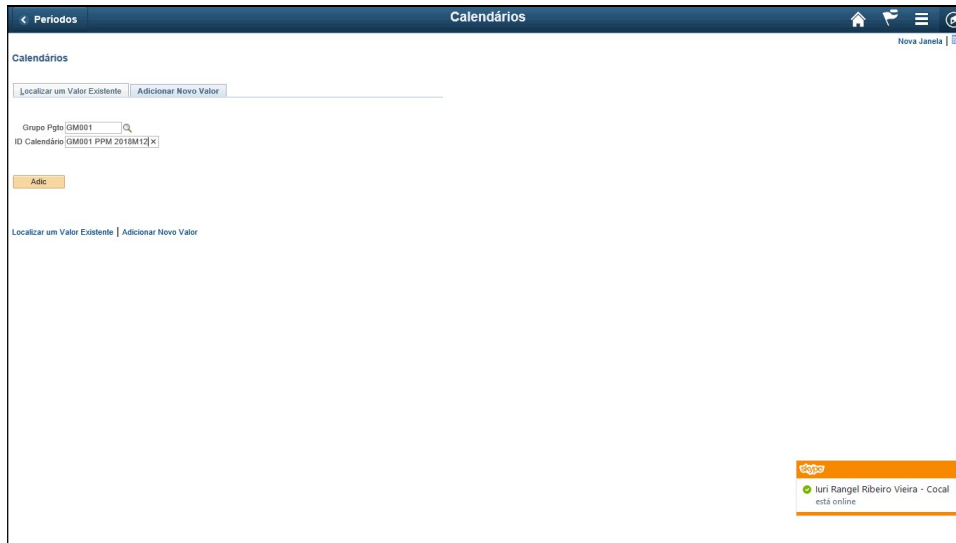 Periodos
Calendários
Nova Janela |
Calendários
Localizar um Valor Existente Adicionar Novo Valor
Grupo Pgto GM001
ID Calendário GM001 PPM 2018M12
Adic
Localizar um Valor Existente | Adicionar Novo Valor
skype
Iuri Rangel Ribeiro Vieira - Cocal
está online